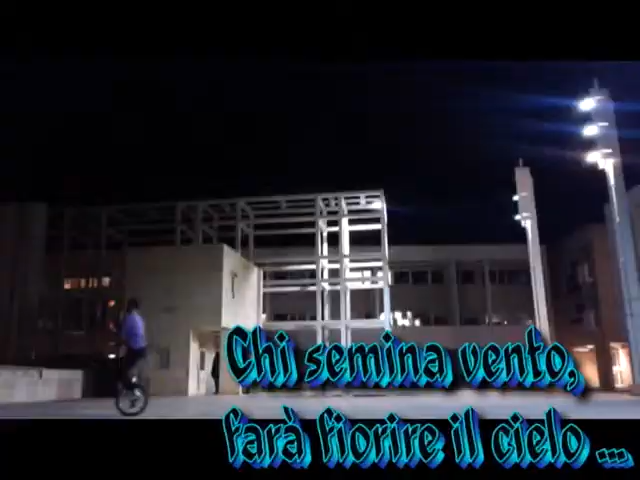 Chi semina vento,
farà fiorire il cielo ...